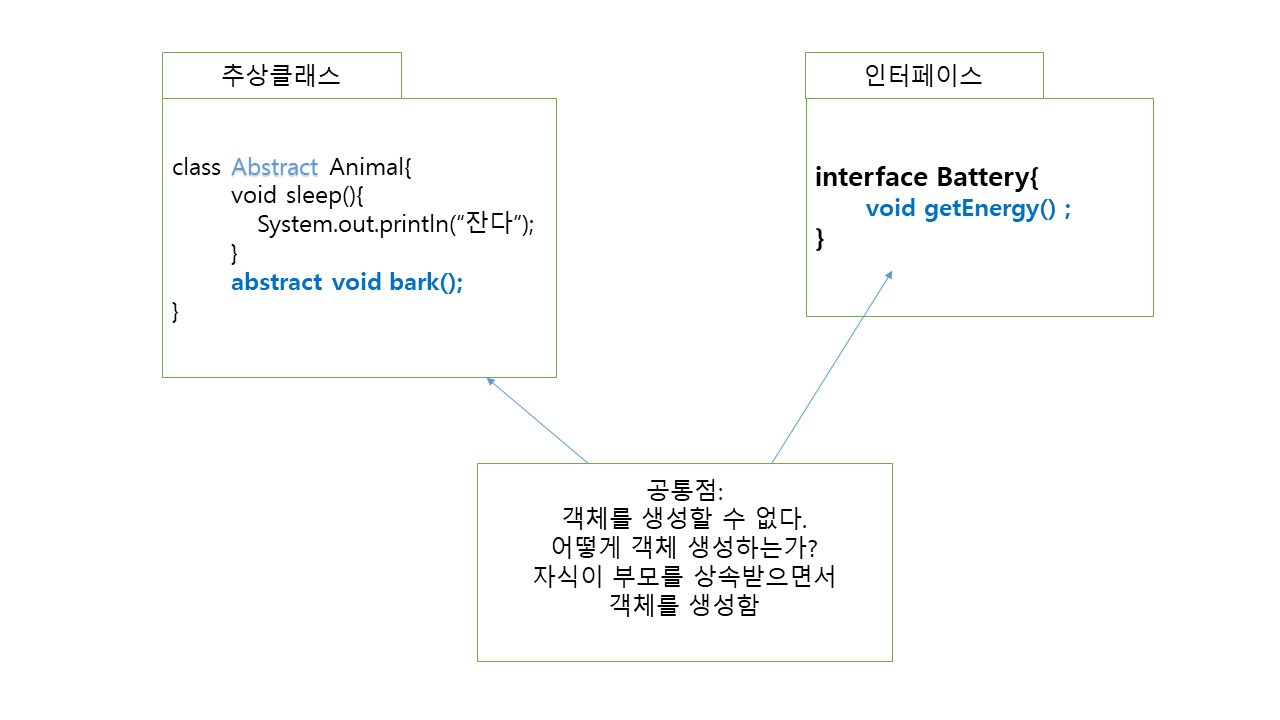 추상클래스
class Abstract Animal{
void sleep(){
System.out.println(“잔다”);
}
abstract void bark();
}
인터페이스
interface Battery{
void getEnergy() ;
}
공통점:
객체를 생성할 수 없다.
어떻게 객체 생성하는가?
자식이 부모를 상속받으면서
객체를 생성함